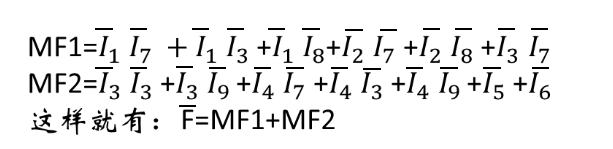 MF1=I̅₁ I̅₇ + I̅₁ I̅₃ + I̅₁ I̅₈ + I̅₂ I̅₇ + I̅₂ I̅₈ + I̅₃ I̅₇
MF2=I̅₃ I̅₃ + I̅₃ I̅₉ + I̅₄ I̅₇ + I̅₄ I̅₃ + I̅₄ I̅₉ + I̅₅ + I̅₆
这样就有：F̅=MF1+MF2